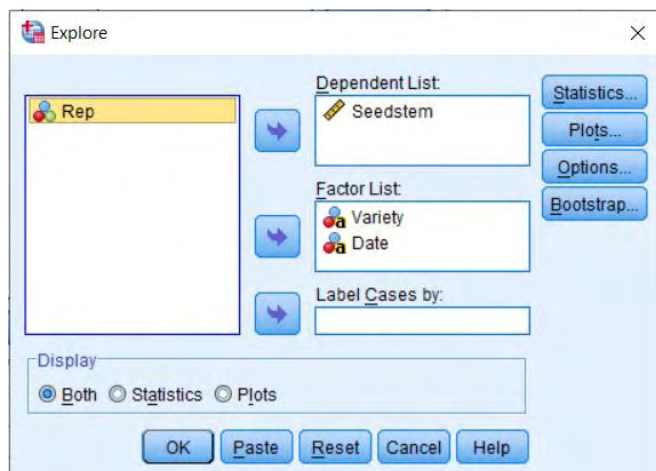 Explore
Rep
Dependent List:
Seedstem
Factor List:
a Variety
a Date
Label Cases by:
Statistics...
Plots...
Options...
Bootstrap...
Display
Both Statistics Plots
OK Paste Reset Cancel Help